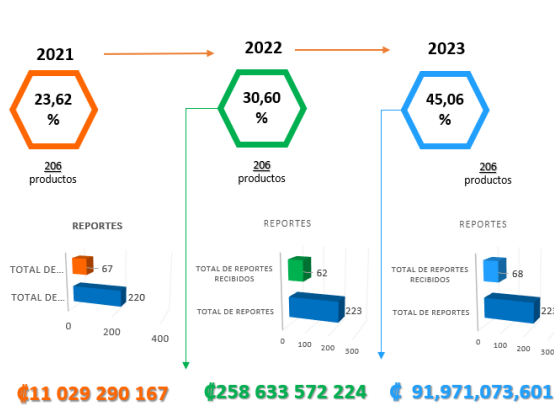 2021
2022
2023
23,62
%
30,60
%
45,06
%
206
productos
206
productos
206
productos
REPORTES
TOTAL DE...
67
TOTAL DE...
220
0
200
400
REPORTES
TOTAL DE REPORTES
RECIBIDOS
62
TOTAL DE REPORTES
223
0
100
200
300
REPORTES
TOTAL DE REPORTES
RECIBIDOS
68
TOTAL DE REPORTES
0
100
200
300
₡11 029 290 167
₡258 633 572 224
₡ 91,971,073,601